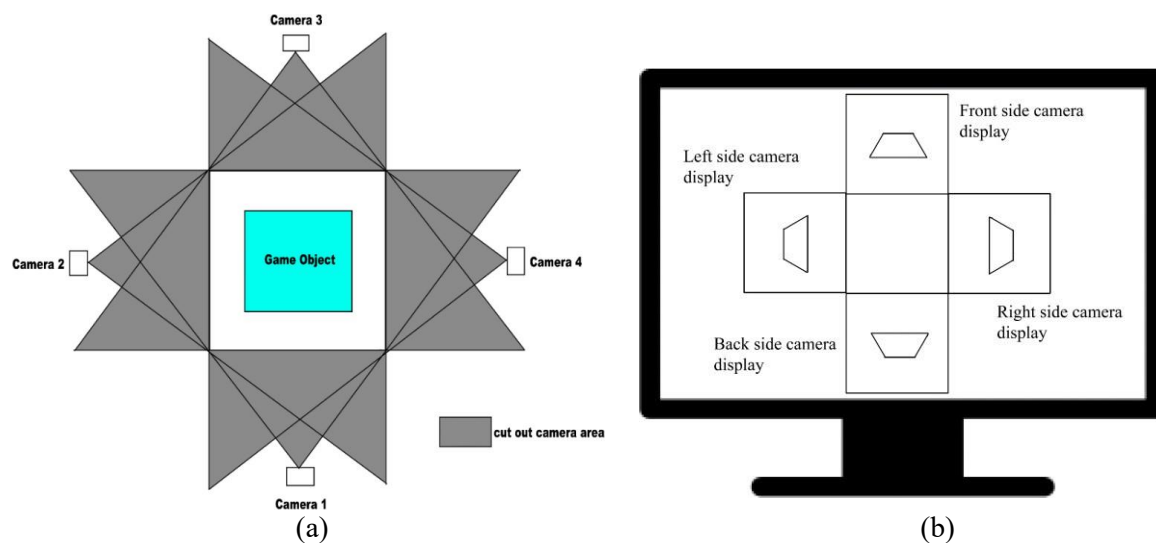 Camera 3
Camera 2
Game Object
Camera 4
cut out camera area
Camera 1
(a)
Front side camera
display
Left side camera
display
Right side camera
display
Back side camera
display
(b)